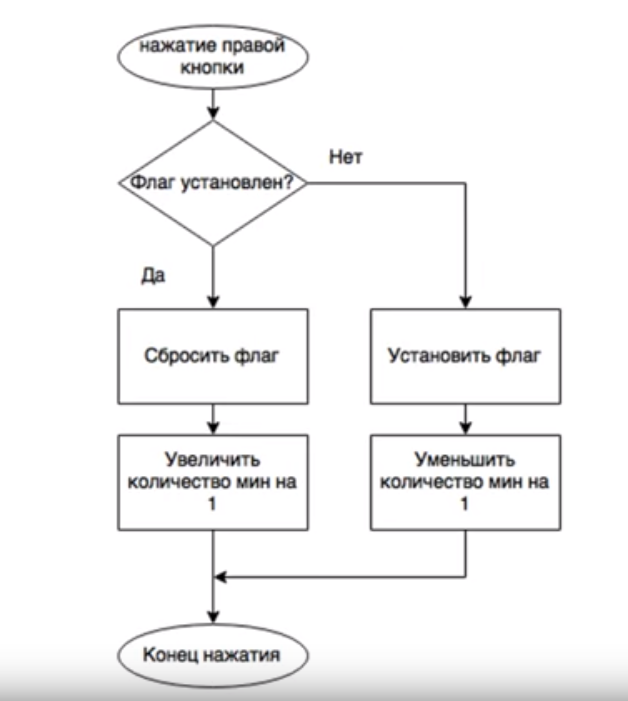 нажатие правой
кнопки
Нет
Флаг установлен?
Да
Сбросить флаг
Установить флаг
Увеличить
количество мин на
1
Уменьшить
количество мин на
1
Конец нажатия